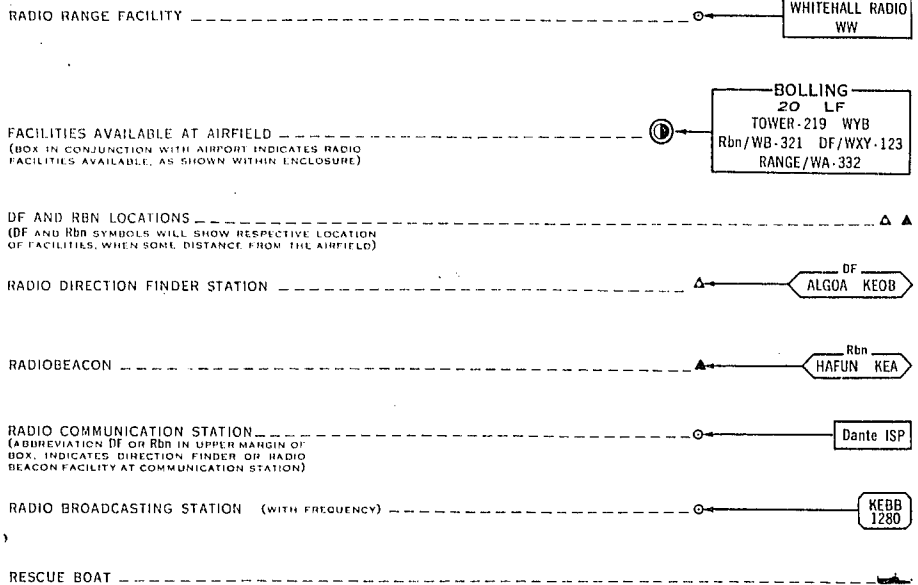 RADIO RANGE FACILITY
WHITEHALL RADIO
WW
BOLLING
20 LF
TOWER-219 WYB
Rbn/WB-321 DF/WXY-123
RANGE/WA-332
FACILITIES AVAILABLE AT AIRFIELD
(BOX IN CONJUNCTION WITH AIRPORT INDICATES RADIO
FACILITIES AVAILABLE, AS SHOWN WITHIN ENCLOSURE)
DF AND RBN LOCATIONS
(DF AND Rbn SYMBOLS WILL SHOW RESPECTIVE LOCATION
OF FACILITIES, WHEN SOME DISTANCE FROM THE AIRFIELD)
RADIO DIRECTION FINDER STATION
DF
ALGOA KEOB
RADIOBEACON
Rbn
HAFUN KEA
RADIO COMMUNICATION STATION
(ABBREVIATION DF OR Rbn IN UPPER MARGIN OF
BOX, INDICATES DIRECTION FINDER OR RADIO
BEACON FACILITY AT COMMUNICATION STATION)
Dante ISP
RADIO BROADCASTING STATION (WITH FREQUENCY)
KEBB
1280
RESCUE BOAT